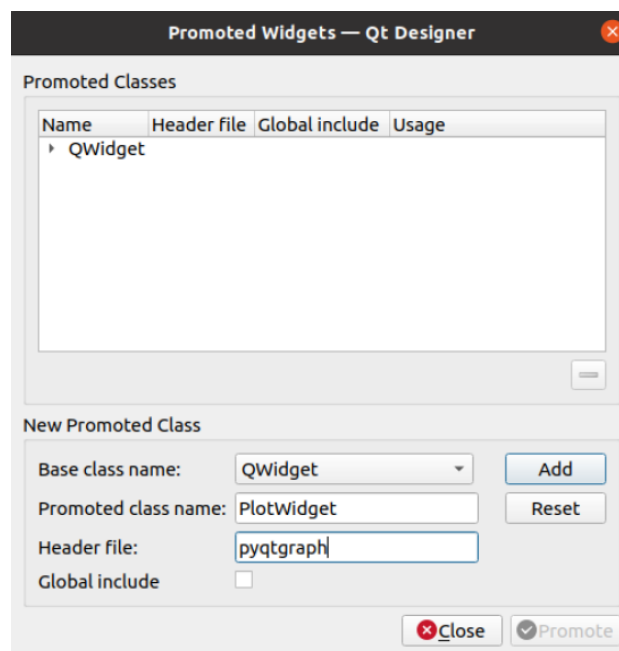 Promoted Widgets — Qt Designer
Promoted Classes
Name Header file Global include Usage
QWidget
New Promoted Class
Base class name: QWidget Add
Promoted class name: PlotWidget Reset
Header file: pyqtgraph
Global include
Close Promote